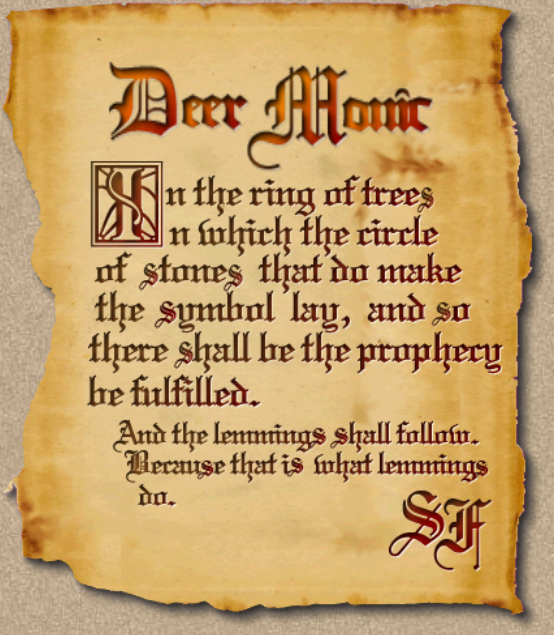 Deer Monic
In the ring of trees
n which the circle
of stones that do make
the symbol lay, and so
there shall be the prophecy
be fulfilled.
And the lemmings shall follow.
Because that is what lemmings
do.
SF